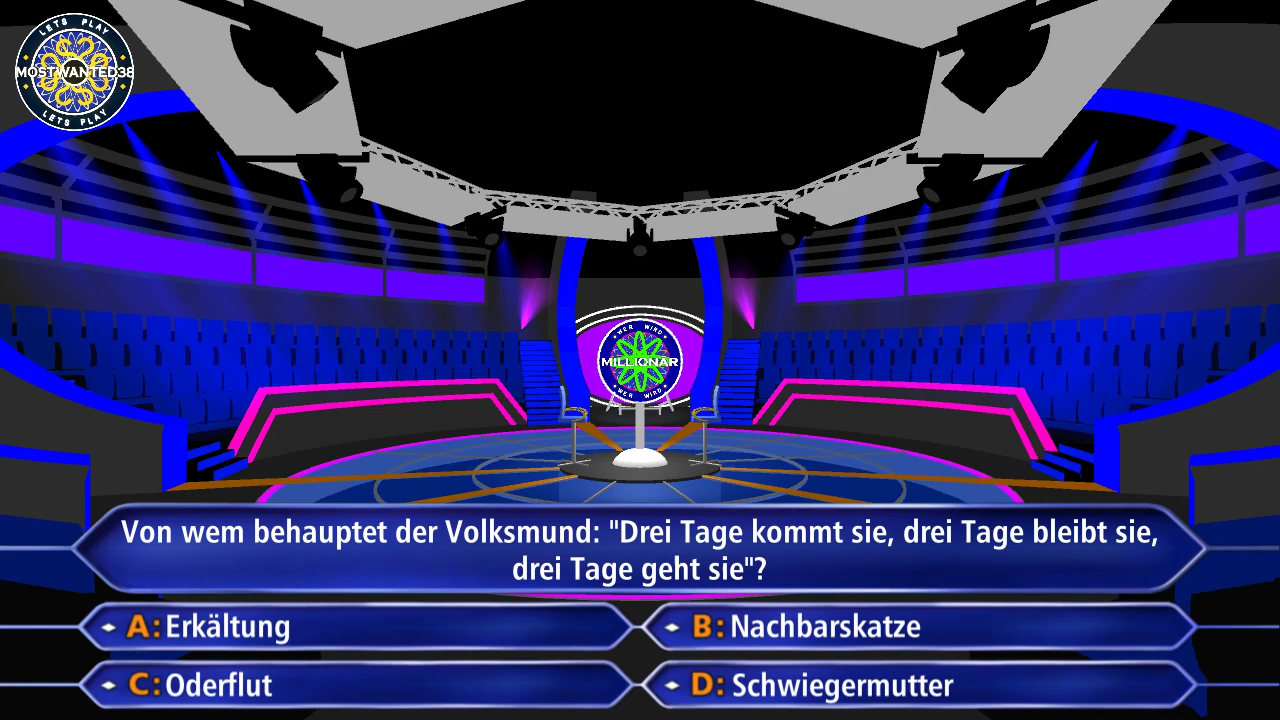 LETS PLAY
MOSTWANTED38
LETS PLAY
WER WIRD
MILLIONÄR
WER WIRD
Von wem behauptet der Volksmund: "Drei Tage kommt sie, drei Tage bleibt sie,
drei Tage geht sie"?
A: Erkältung
B: Nachbarskatze
C: Oderflut
D: Schwiegermutter